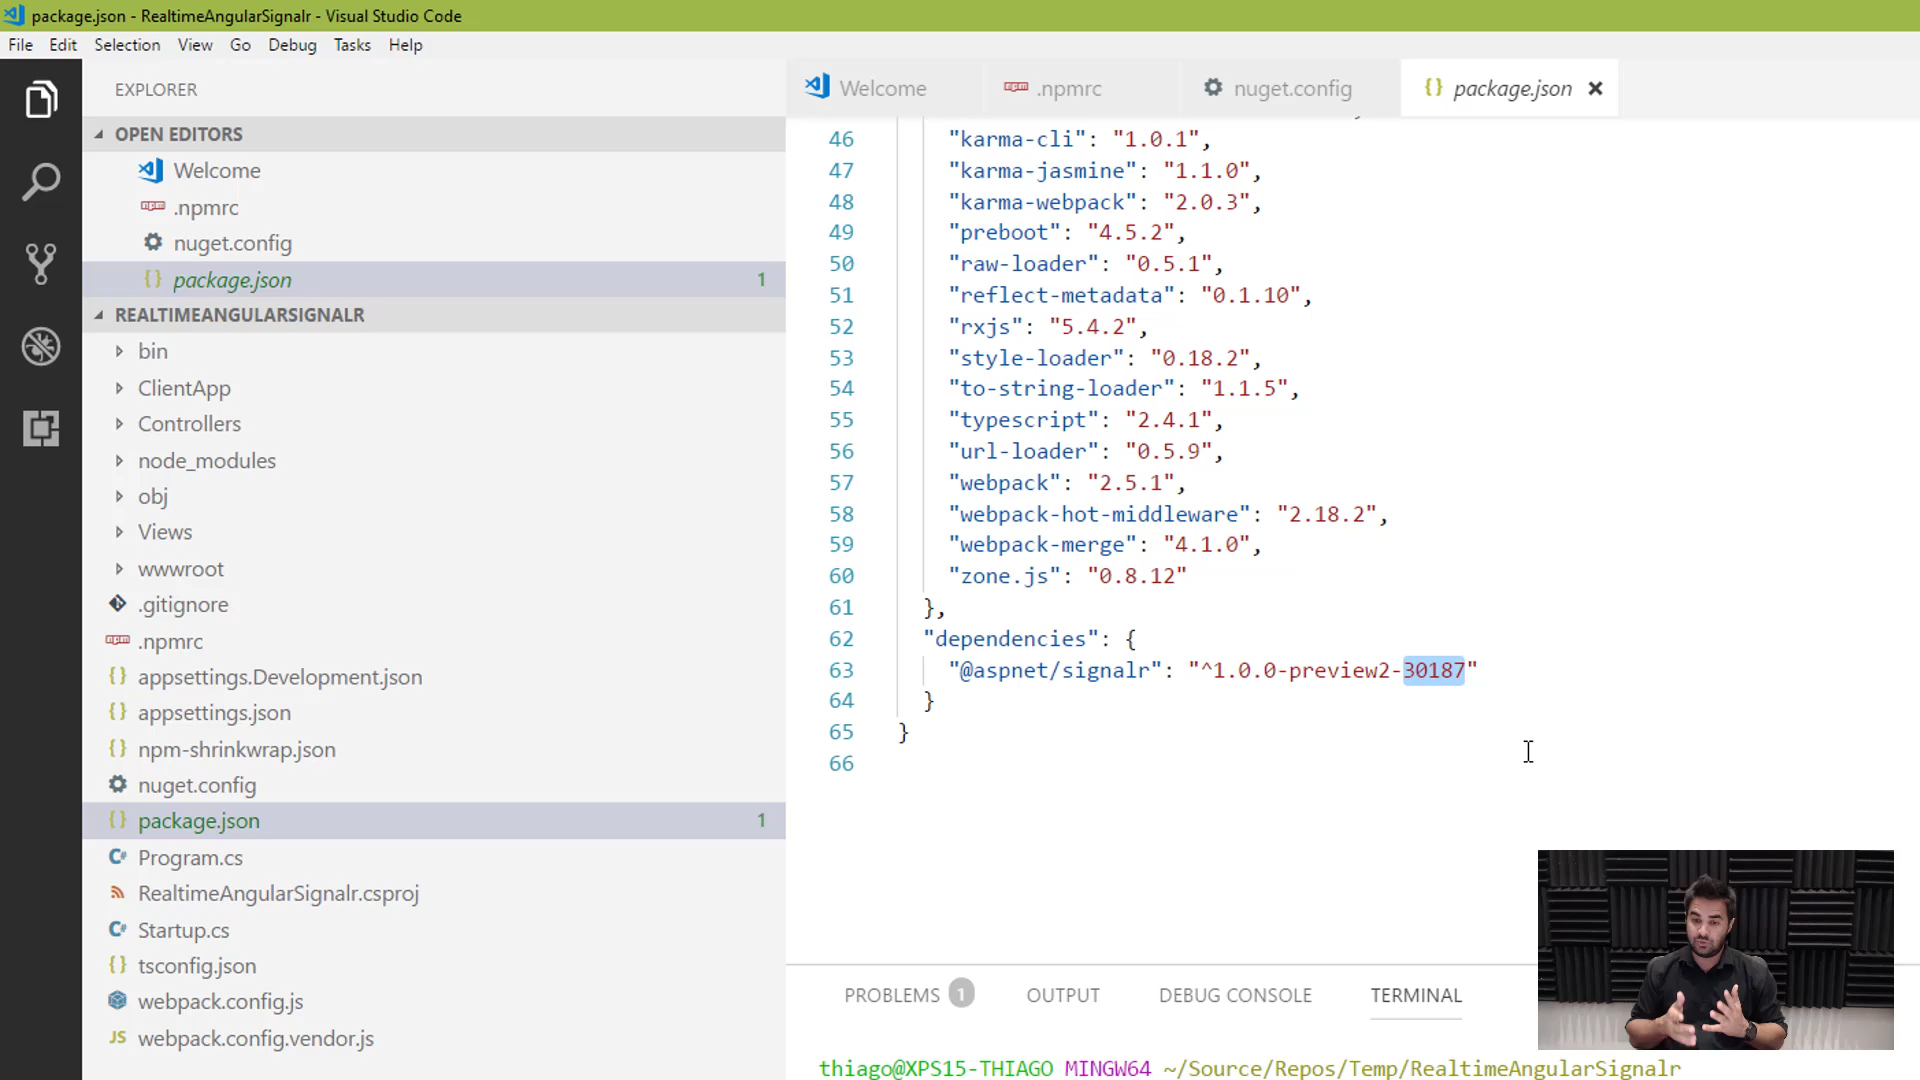 package.json - RealtimeAngularSignalr - Visual Studio Code
File Edit Selection View Go Debug Tasks Help
EXPLORER
OPEN EDITORS
Welcome
.npmrc
nuget.config
package.json 1
REALTIMEANGULARSIGNALR
bin
ClientApp
Controllers
node_modules
obj
Views
wwwroot
.gitignore
.npmrc
appsettings.Development.json
appsettings.json
npm-shrinkwrap.json
nuget.config
package.json 1
Program.cs
RealtimeAngularSignalr.csproj
Startup.cs
tsconfig.json
webpack.config.js
webpack.config.vendor.js
Welcome .npmrc nuget.config package.json
46 "karma-cli": "1.0.1",
47 "karma-jasmine": "1.1.0",
48 "karma-webpack": "2.0.3",
49 "preboot": "4.5.2",
50 "raw-loader": "0.5.1",
51 "reflect-metadata": "0.1.10",
52 "rxjs": "5.4.2",
53 "style-loader": "0.18.2",
54 "to-string-loader": "1.1.5",
55 "typescript": "2.4.1",
56 "url-loader": "0.5.9",
57 "webpack": "2.5.1",
58 "webpack-hot-middleware": "2.18.2",
59 "webpack-merge": "4.1.0",
60 "zone.js": "0.8.12"
61 },
62 "dependencies": {
63 "@aspnet/signalr": "^1.0.0-preview2-30187"
64 }
65 }
66
PROBLEMS 1 OUTPUT DEBUG CONSOLE TERMINAL
thiago@XPS15-THIAGO MINGW64 ~/Source/Repos/Temp/RealtimeAngularSignalr